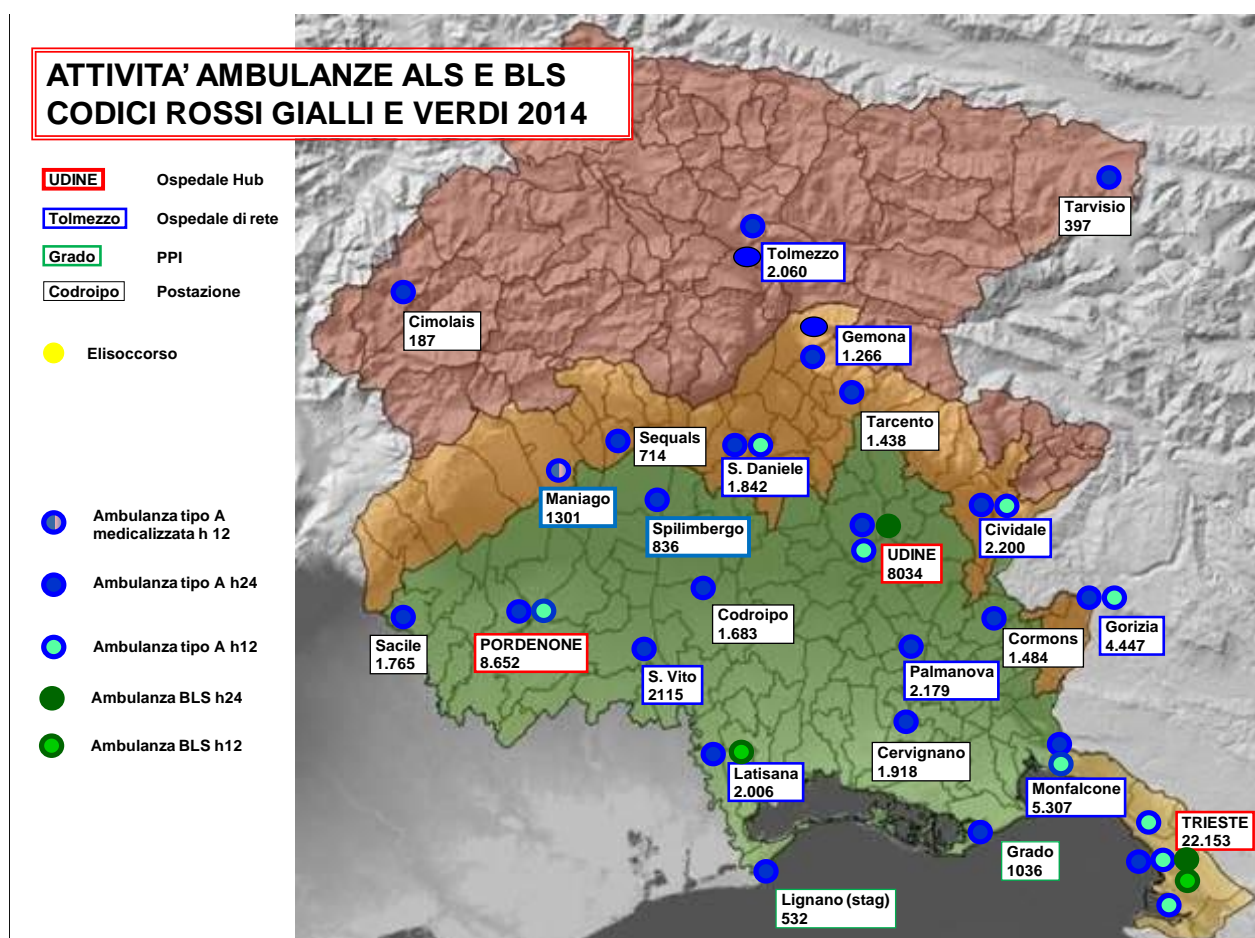 ATTIVITA’ AMBULANZE ALS E BLS
CODICI ROSSI GIALLI E VERDI 2014
UDINE Ospedale Hub
Tolmezzo Ospedale di rete
Grado PPI
Codroipo Postazione
Elisoccorso
Ambulanza tipo A
medicalizzata h 12
Ambulanza tipo A h24
Ambulanza tipo A h12
Ambulanza BLS h24
Ambulanza BLS h12
Tarvisio
397
Tolmezzo
2.060
Cimolais
187
Gemona
1.266
Tarcento
1.438
Sequals
714
S. Daniele
1.842
Maniago
1301
Spilimbergo
836
Cividale
2.200
UDINE
8034
Codroipo
1.683
Gorizia
4.447
Cormons
1.484
Sacile
1.765
PORDENONE
8.652
S. Vito
2115
Palmanova
2.179
Cervignano
1.918
Latisana
2.006
Monfalcone
5.307
TRIESTE
22.153
Grado
1036
Lignano (stag)
532